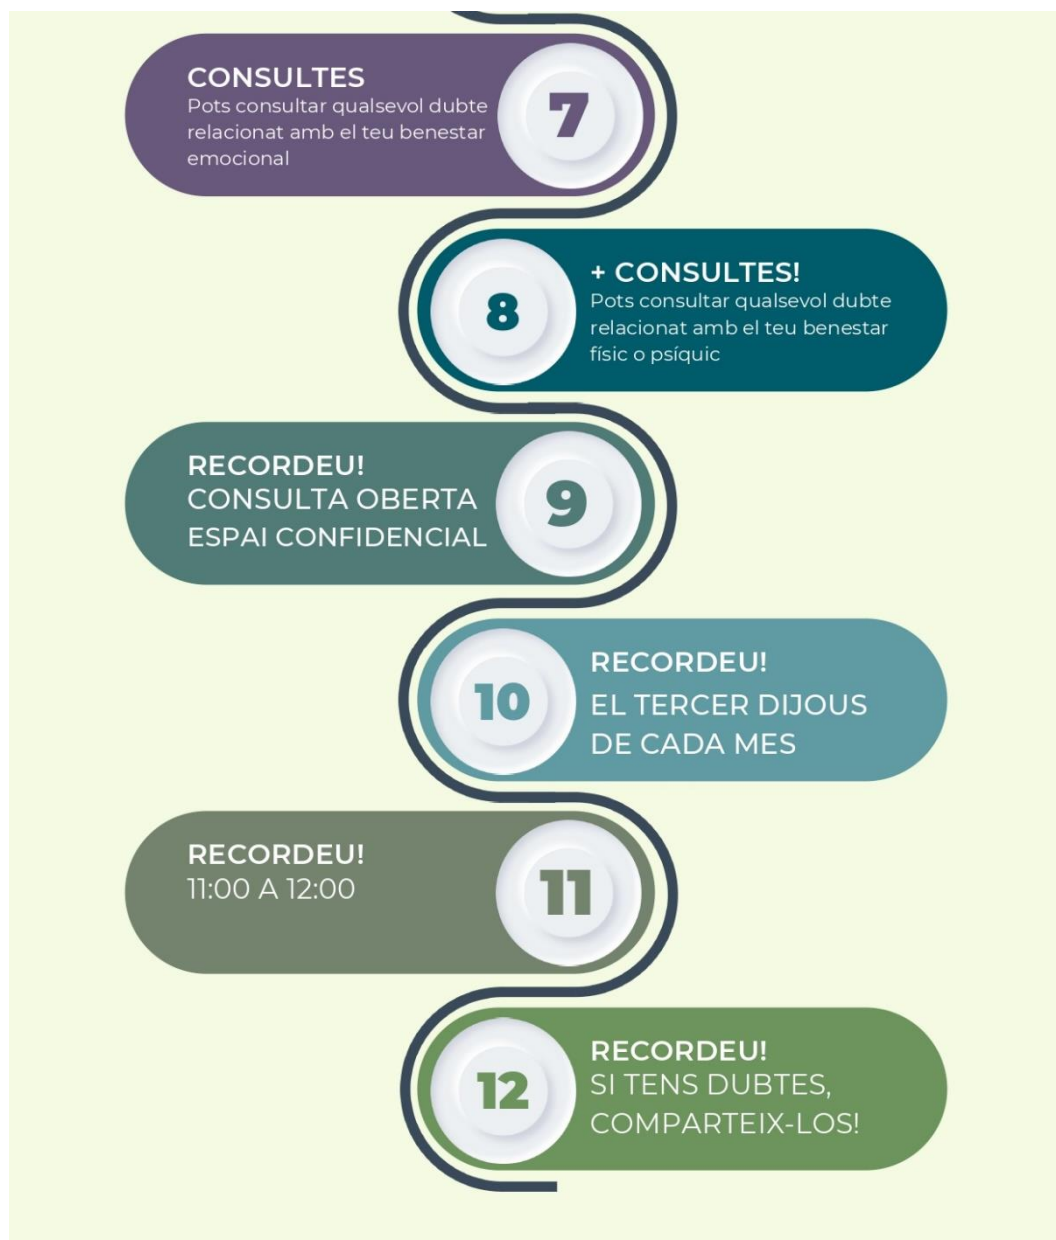 CONSULTES
Pots consultar qualsevol dubte
relacionat amb el teu benestar
emocional
7
8
+ CONSULTES!
Pots consultar qualsevol dubte
relacionat amb el teu benestar
físic o psíquic
RECORDEU!
CONSULTA OBERTA
ESPAI CONFIDENCIAL
9
10
RECORDEU!
EL TERCER DIJOUS
DE CADA MES
RECORDEU!
11:00 A 12:00
11
12
RECORDEU!
SI TENS DUBTES,
COMPARTEIX-LOS!